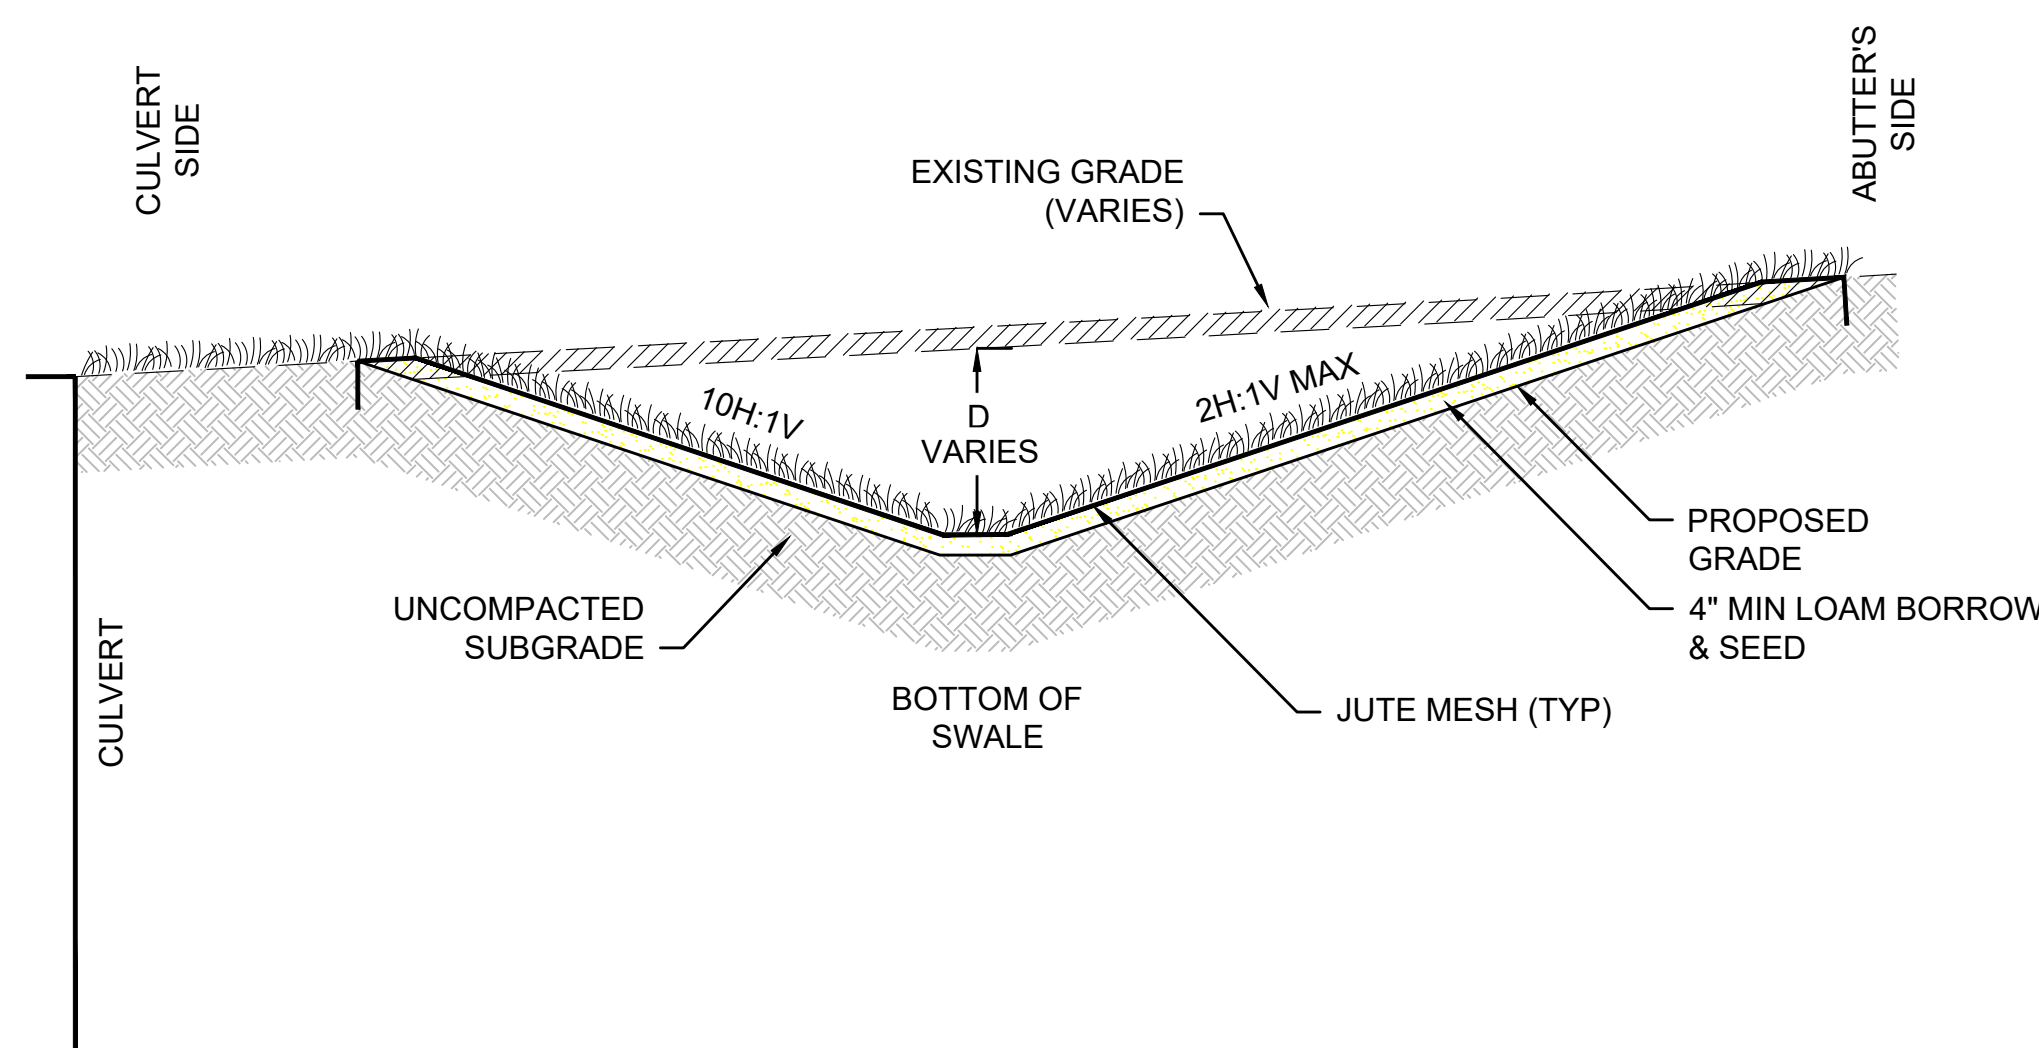 CULVERT
SIDE
ABUTTER'S
SIDE
EXISTING GRADE
(VARIES)
10H:1V
D
VARIES
2H:1V MAX
PROPOSED
GRADE
4" MIN LOAM BORROW
& SEED
UNCOMPACTED
SUBGRADE
CULVERT
BOTTOM OF
SWALE
JUTE MESH (TYP)